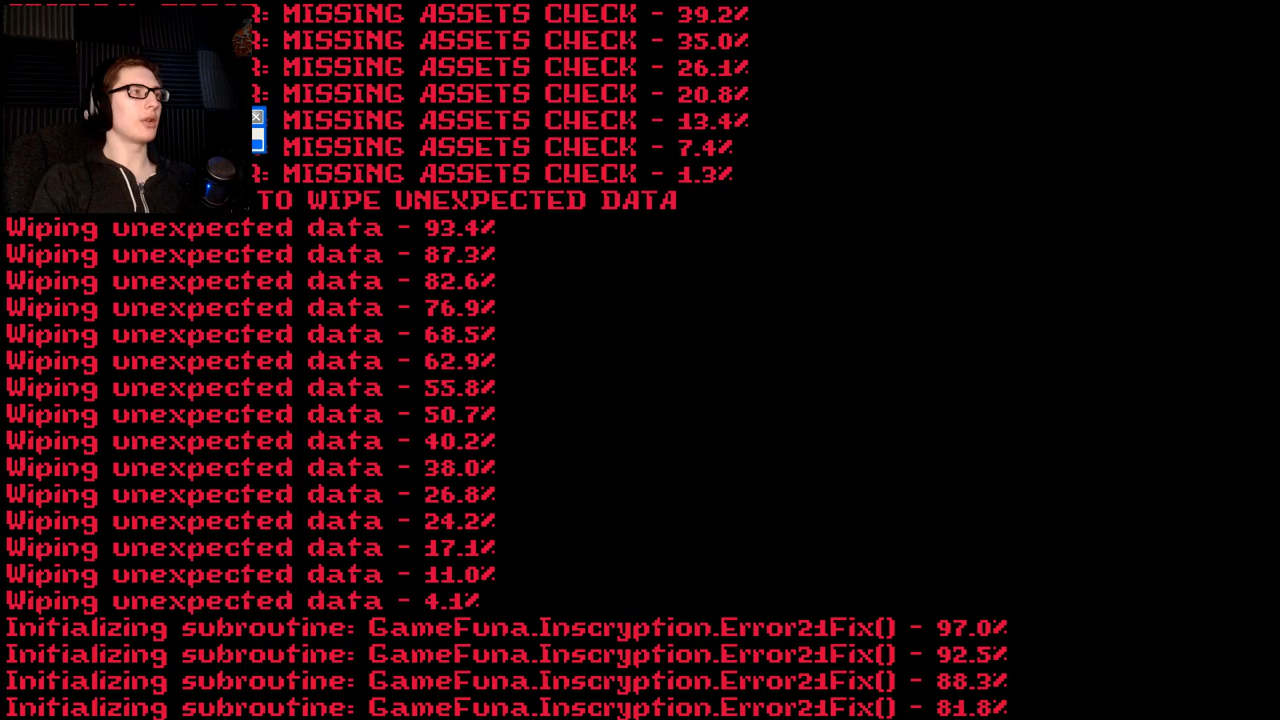 R: MISSING ASSETS CHECK - 39.2%
R: MISSING ASSETS CHECK - 35.0%
R: MISSING ASSETS CHECK - 26.1%
R: MISSING ASSETS CHECK - 20.8%
MISSING ASSETS CHECK - 13.4%
MISSING ASSETS CHECK - 7.4%
R: MISSING ASSETS CHECK - 1.3%
TO WIPE UNEXPECTED DATA
Wiping unexpected data - 93.4%
Wiping unexpected data - 87.3%
Wiping unexpected data - 82.6%
Wiping unexpected data - 76.9%
Wiping unexpected data - 68.5%
Wiping unexpected data - 62.9%
Wiping unexpected data - 55.8%
Wiping unexpected data - 50.7%
Wiping unexpected data - 40.2%
Wiping unexpected data - 38.0%
Wiping unexpected data - 26.8%
Wiping unexpected data - 24.2%
Wiping unexpected data - 17.1%
Wiping unexpected data - 11.0%
Wiping unexpected data - 4.1%
Initializing subroutine: GameFuna.Inscryption.Error21Fix() - 97.0%
Initializing subroutine: GameFuna.Inscryption.Error21Fix() - 92.5%
Initializing subroutine: GameFuna.Inscryption.Error21Fix() - 88.3%
Initializing subroutine: GameFuna.Inscryption.Error21Fix() - 81.8%